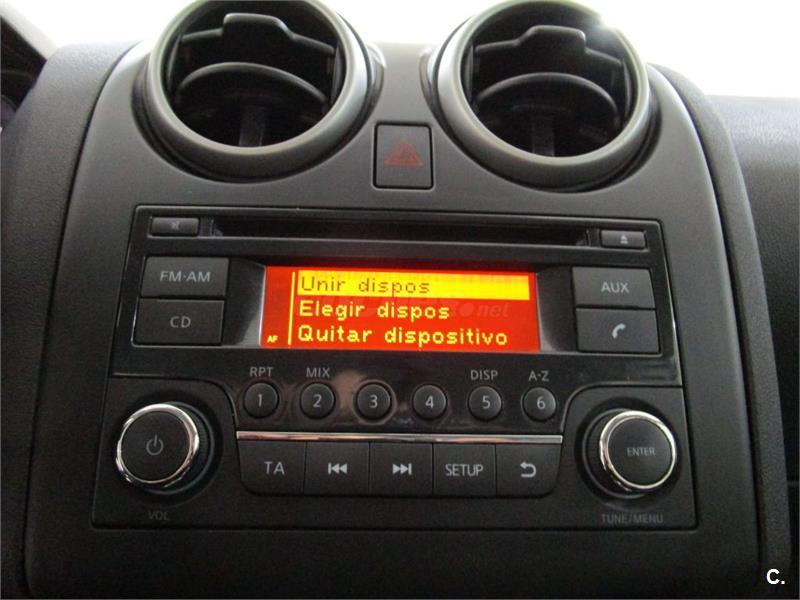 FM·AM
CD
Unir dispos
Elegir dispos
Quitar dispositivo
AF
AUX
RPT
MIX
DISP
A-Z
1
2
3
4
5
6
TA
SETUP
ENTER
VOL
TUNE/MENU
C.